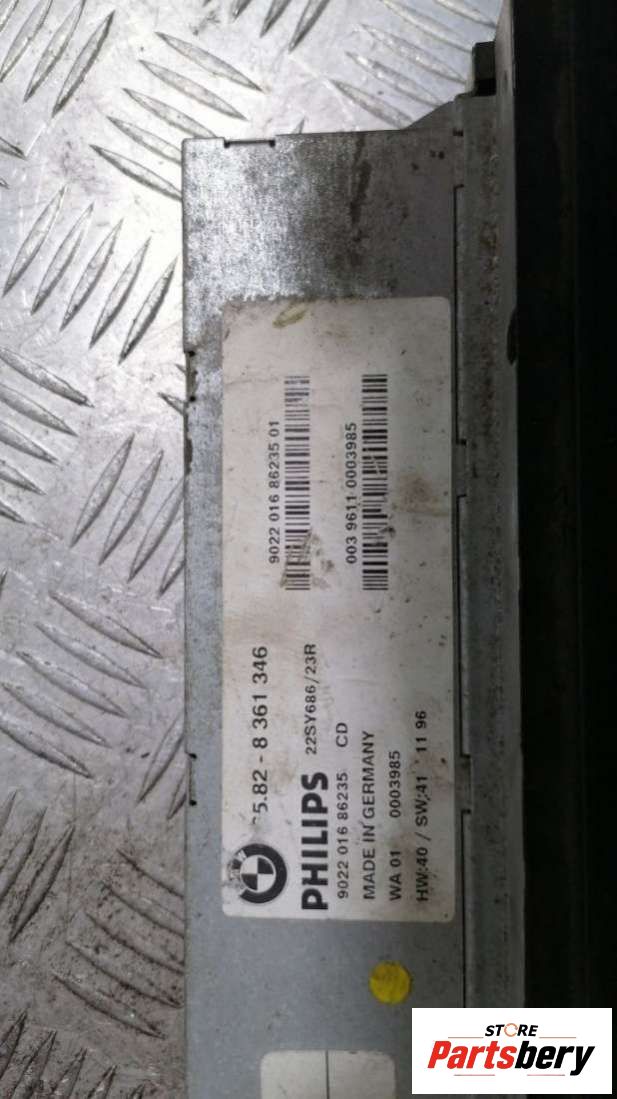 5.82 - 8 361 346
PHILIPS 22SY686/23R
9022 016 86235 CD
MADE IN GERMANY
WA 01 0003985
HW:40 / SW:41 11 96
9022 016 86235 01
003 9611 0003985
STORE
Partsbery